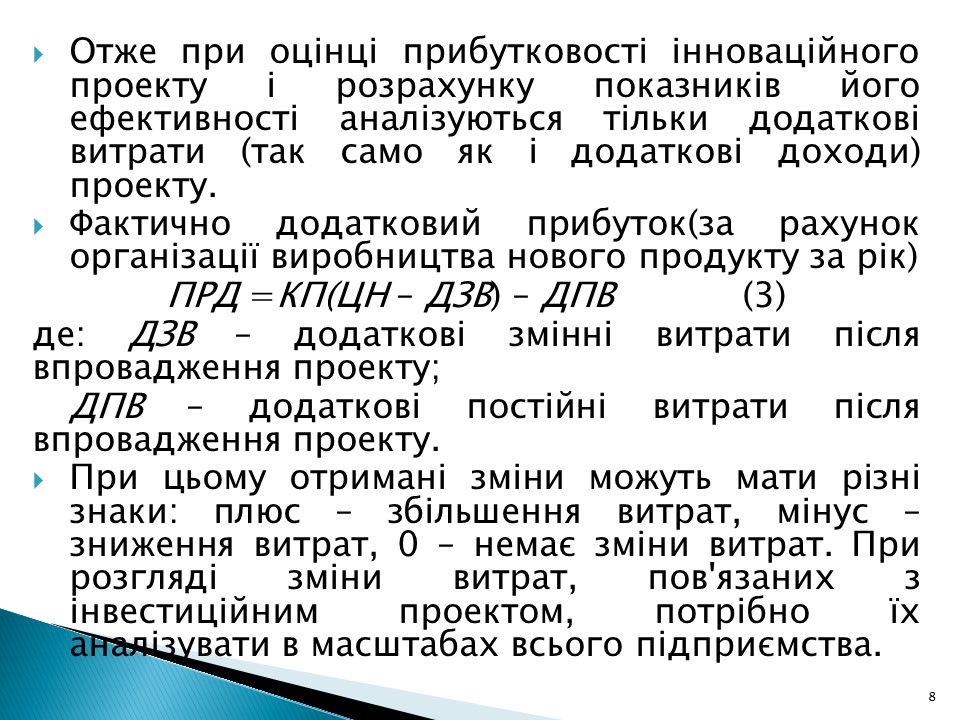 Отже при оцінці прибутковості інноваційного
проекту і розрахунку показників його
ефективності аналізуються тільки додаткові
витрати (так само як і додаткові доходи)
проекту.
Фактично додатковий прибуток(за рахунок
організації виробництва нового продукту за рік)
ПРД = КП(ЦН – ДЗВ) – ДПВ (3)
де: ДЗВ – додаткові змінні витрати після
впровадження проекту;
ДПВ – додаткові постійні витрати після
впровадження проекту.
При цьому отримані зміни можуть мати різні
знаки: плюс – збільшення витрат, мінус –
зниження витрат, 0 – немає зміни витрат. При
розгляді зміни витрат, пов'язаних з
інвестиційним проектом, потрібно їх
аналізувати в масштабах всього підприємства.
8